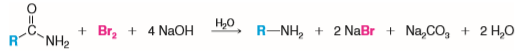 O
R C NH₂ + Br₂ + 4 NaOH H₂O R—NH₂ + 2 NaBr + Na₂CO₃ + 2 H₂O